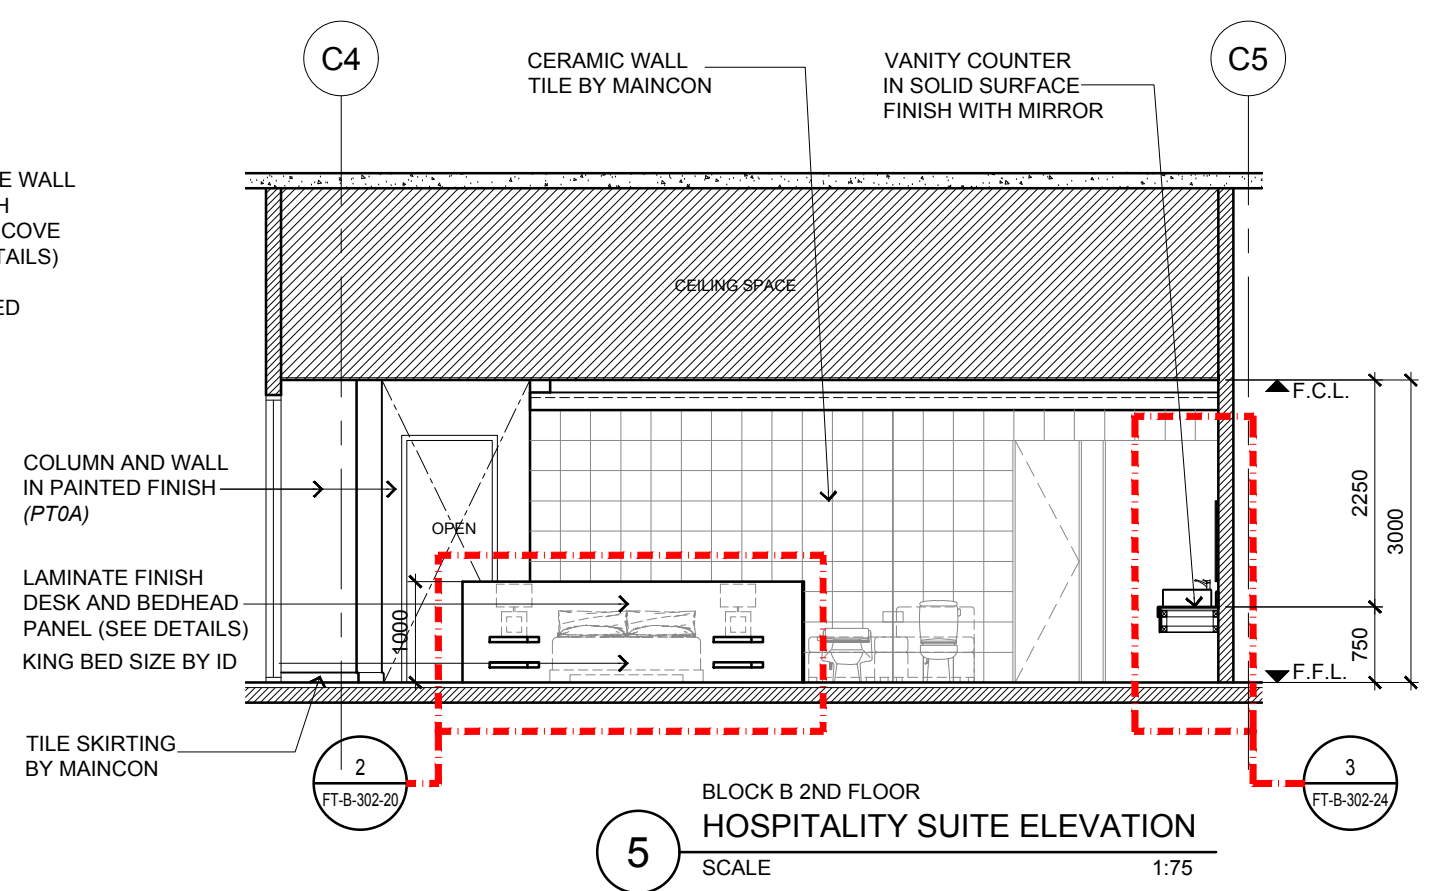 C4
C5
CERAMIC WALL
TILE BY MAINCON
VANITY COUNTER
IN SOLID SURFACE
FINISH WITH MIRROR
E WALL
H
COVE
TAILS)
ED
CEILING SPACE
F.C.L.
COLUMN AND WALL
IN PAINTED FINISH
(PT0A)
OPEN
2250
3000
LAMINATE FINISH
DESK AND BEDHEAD
PANEL (SEE DETAILS)
1000
KING BED SIZE BY ID
750
F.F.L.
TILE SKIRTING
BY MAINCON
2
FT-B-302-20
3
FT-B-302-24
5
BLOCK B 2ND FLOOR
HOSPITALITY SUITE ELEVATION
SCALE 1:75